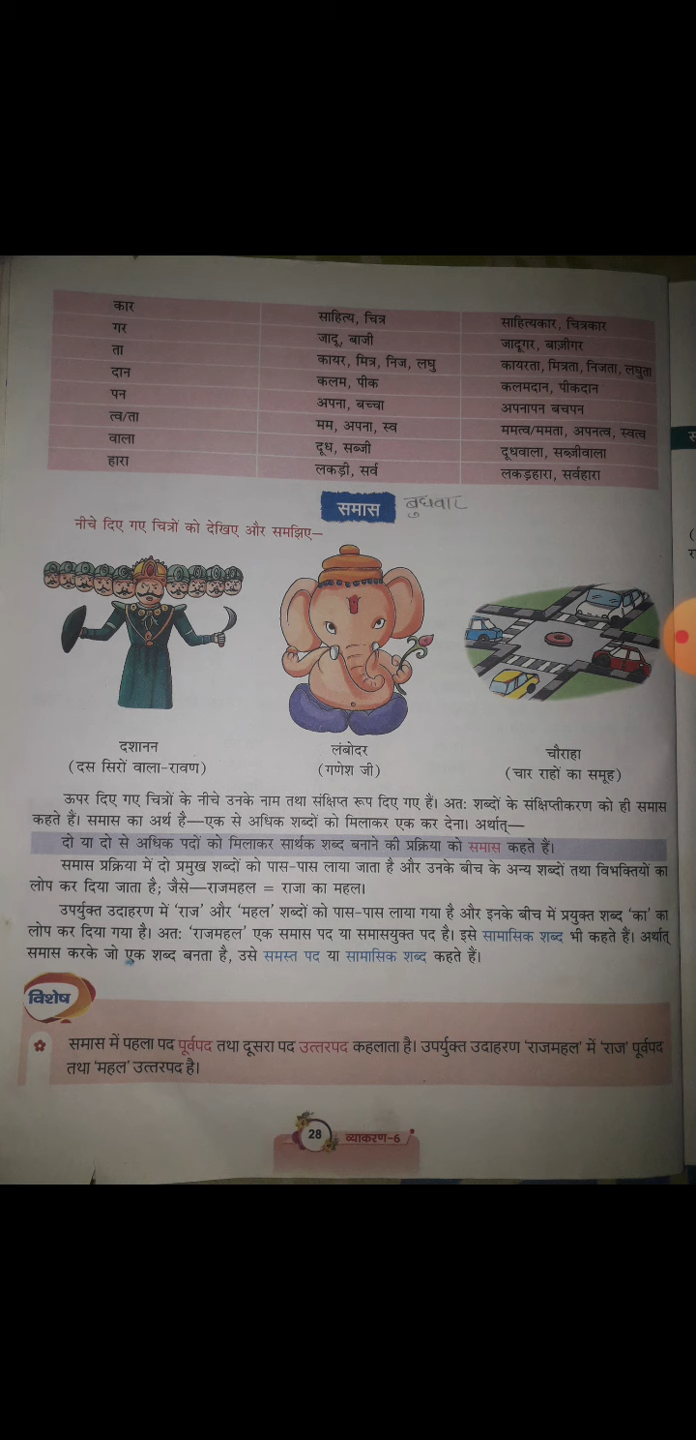 कार साहित्य, चित्र साहित्यकार, चित्रकार
गर जादू, बाजी जादूगर, बाज़ीगर
ता कायर, मित्र, निज, लघु कायरता, मित्रता, निजता, लघुता
दान कलम, पीक कलमदान, पीकदान
पन अपना, बच्चा अपनापन बचपन
त्व/ता मम, अपना, स्व ममत्व/ममता, अपनत्व, स्वत्व
वाला दूध, सब्जी दूधवाला, सब्ज़ीवाला
हारा लकड़ी, सर्व लकड़हारा, सर्वहारा
समास बुधवार
नीचे दिए गए चित्रों को देखिए और समझिए—
दशानन लंबोदर चौराहा
(दस सिरों वाला-रावण) (गणेश जी) (चार राहों का समूह)
ऊपर दिए गए चित्रों के नीचे उनके नाम तथा संक्षिप्त रूप दिए गए हैं। अतः शब्दों के संक्षिप्तीकरण को ही समास
कहते हैं। समास का अर्थ है—एक से अधिक शब्दों को मिलाकर एक कर देना। अर्थात्—
दो या दो से अधिक पदों को मिलाकर सार्थक शब्द बनाने की प्रक्रिया को समास कहते हैं।
समास प्रक्रिया में दो प्रमुख शब्दों को पास-पास लाया जाता है और उनके बीच के अन्य शब्दों तथा विभक्तियों का
लोप कर दिया जाता है; जैसे—राजमहल = राजा का महल।
उपर्युक्त उदाहरण में 'राज' और 'महल' शब्दों को पास-पास लाया गया है और इनके बीच में प्रयुक्त शब्द 'का' का
लोप कर दिया गया है। अतः 'राजमहल' एक समास पद या समासयुक्त पद है। इसे सामासिक शब्द भी कहते हैं। अर्थात्
समास करके जो एक शब्द बनता है, उसे समस्त पद या सामासिक शब्द कहते हैं।
विशेष
समास में पहला पद पूर्वपद तथा दूसरा पद उत्तरपद कहलाता है। उपर्युक्त उदाहरण 'राजमहल' में 'राज' पूर्वपद
तथा 'महल' उत्तरपद है।
28 व्याकरण-6